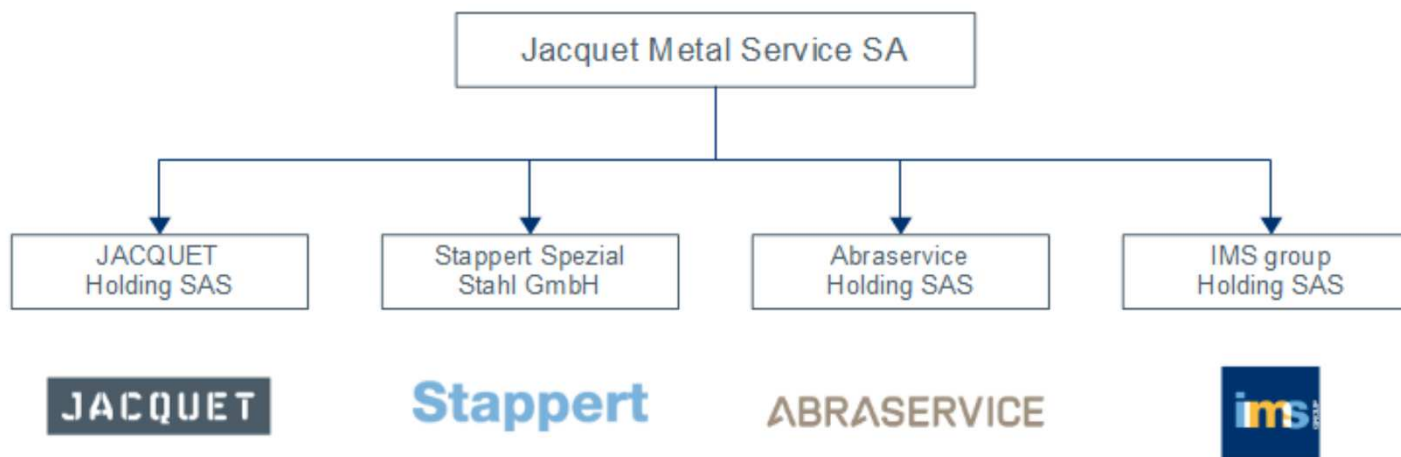 Jacquet Metal Service SA
JACQUET
Holding SAS
Stappert Spezial
Stahl GmbH
Abraservice
Holding SAS
IMS group
Holding SAS
JACQUET
Stappert
ABRASERVICE
ims
GROUP